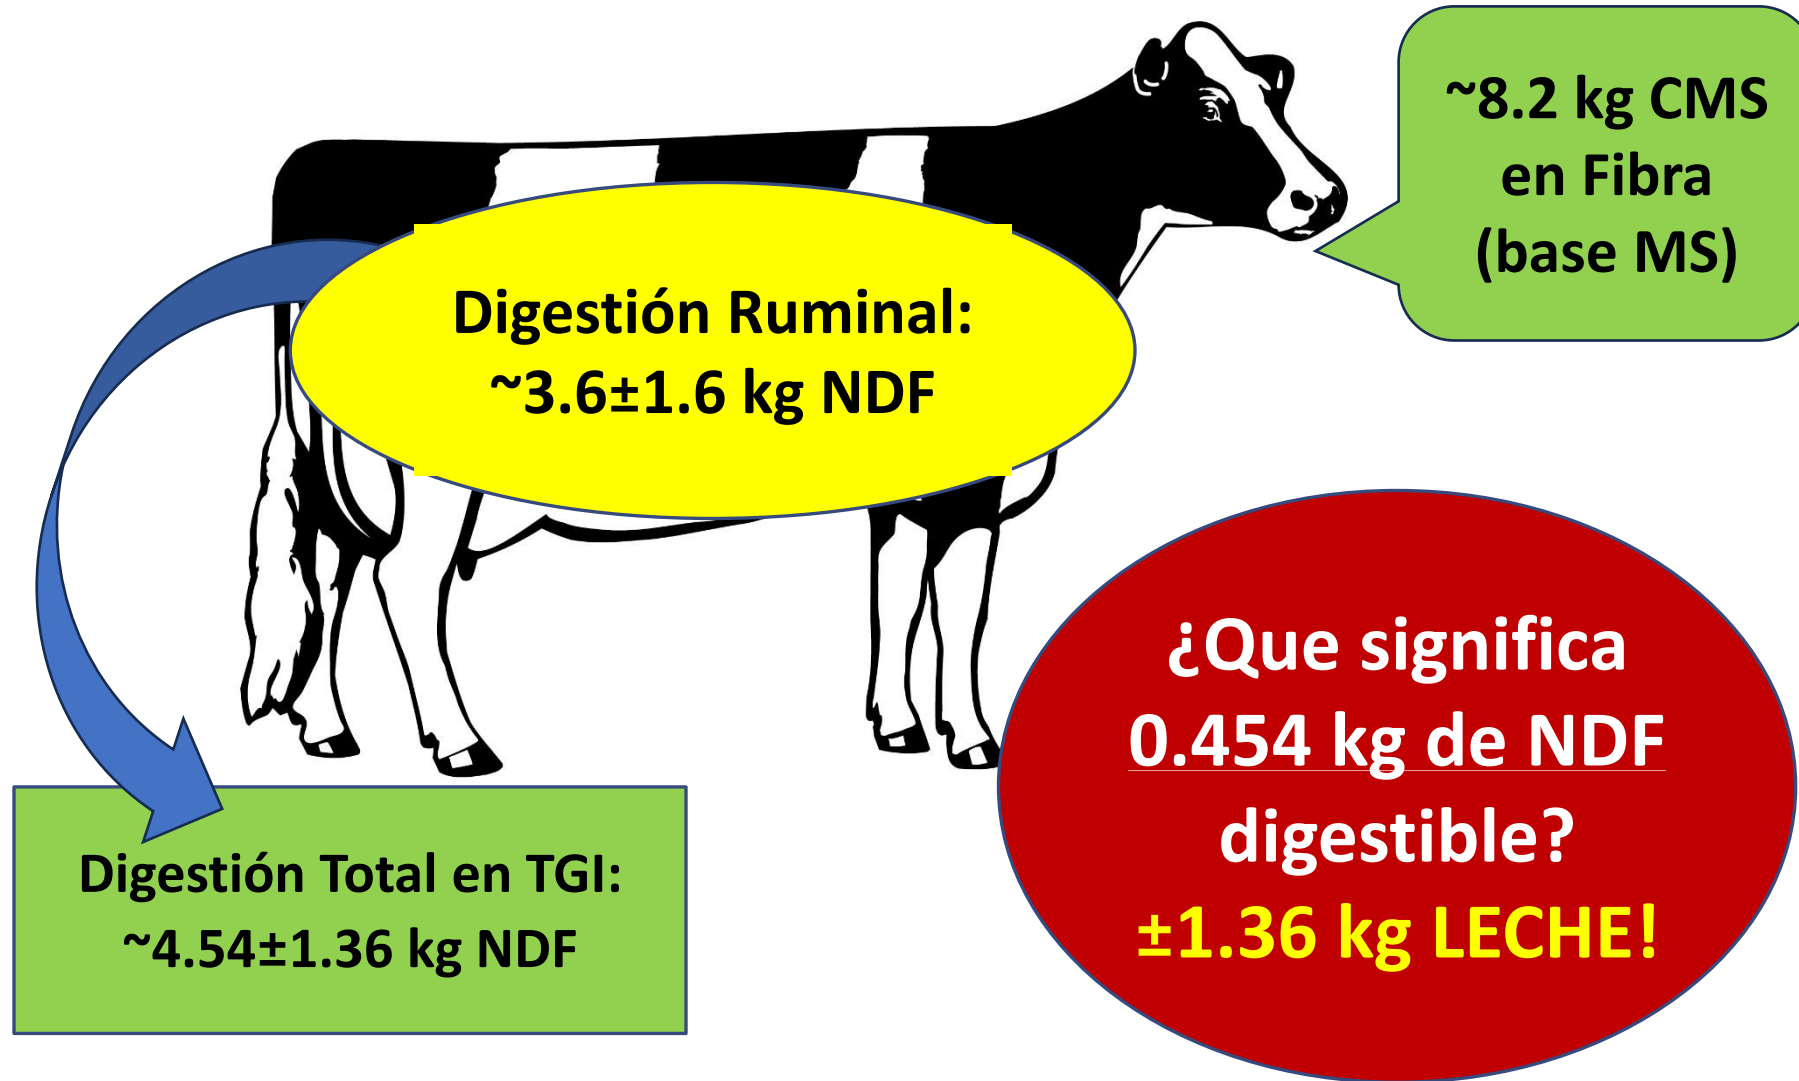 ~8.2 kg CMS
en Fibra
(base MS)
Digestión Ruminal:
~3.6±1.6 kg NDF
¿Que significa
0.454 kg de NDF
digestible?
±1.36 kg LECHE!
Digestión Total en TGI:
~4.54±1.36 kg NDF